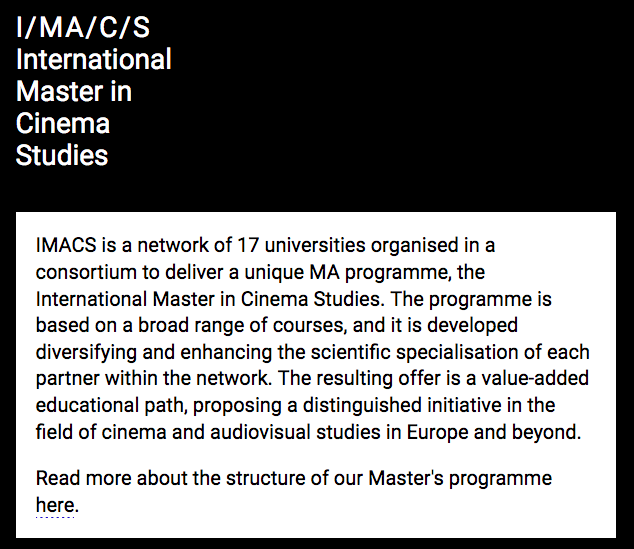 I/MA/C/S
International
Master in
Cinema
Studies
IMACS is a network of 17 universities organised in a
consortium to deliver a unique MA programme, the
International Master in Cinema Studies. The programme is
based on a broad range of courses, and it is developed
diversifying and enhancing the scientific specialisation of each
partner within the network. The resulting offer is a value-added
educational path, proposing a distinguished initiative in the
field of cinema and audiovisual studies in Europe and beyond.
Read more about the structure of our Master's programme
here.